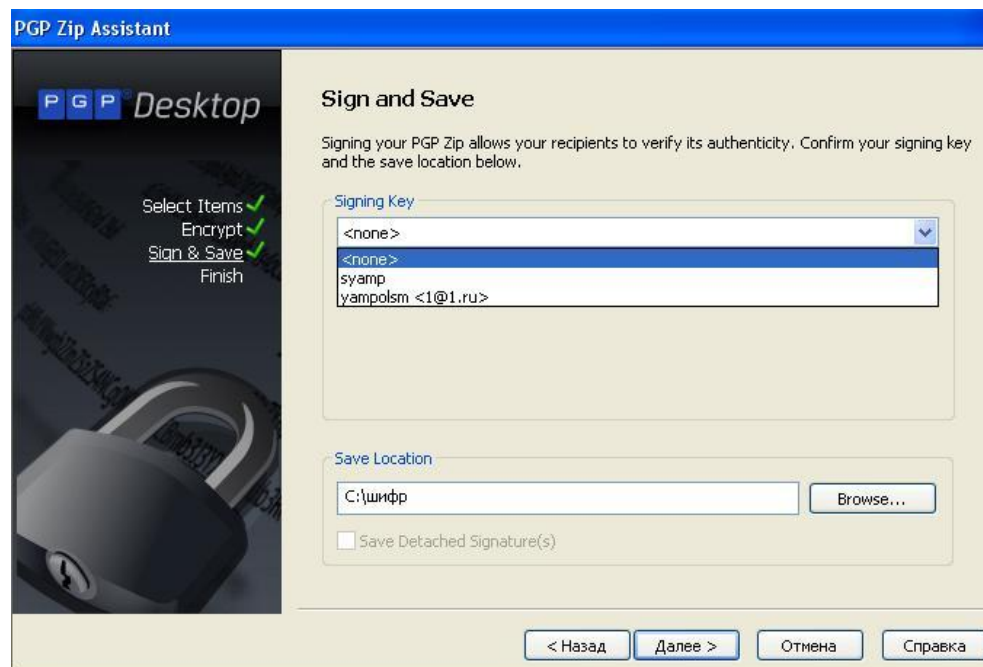 PGP Zip Assistant
PGP Desktop
Select Items
Encrypt
Sign & Save
Finish
Sign and Save
Signing your PGP Zip allows your recipients to verify its authenticity. Confirm your signing key
and the save location below.
Signing Key
<none>
<none>
syamp
yampolsm <1@1.ru>
Save Location
C:\шифр
Browse...
Save Detached Signature(s)
< Назад
Далее >
Отмена
Справка